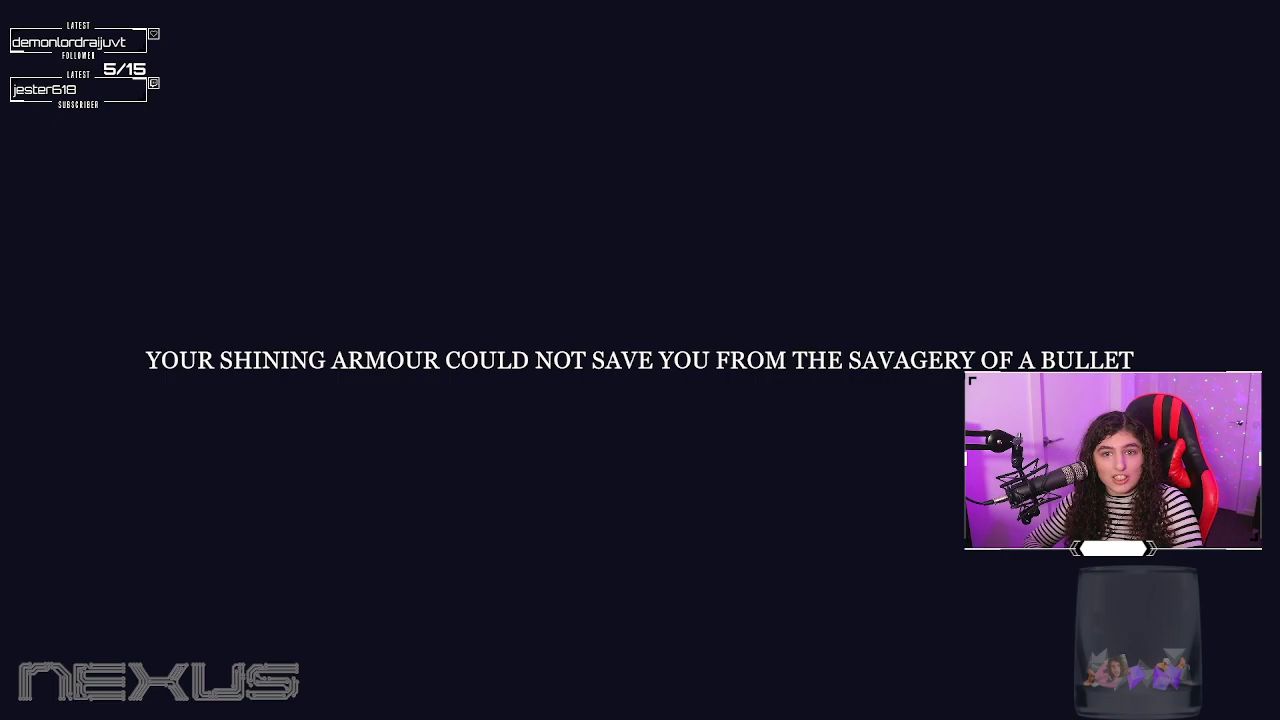 LATEST
demonlordraijuvt
FOLLOWER
5/15
LATEST
jester618
SUBSCRIBER
YOUR SHINING ARMOUR COULD NOT SAVE YOU FROM THE SAVAGERY OF A BULLET
NEXUS